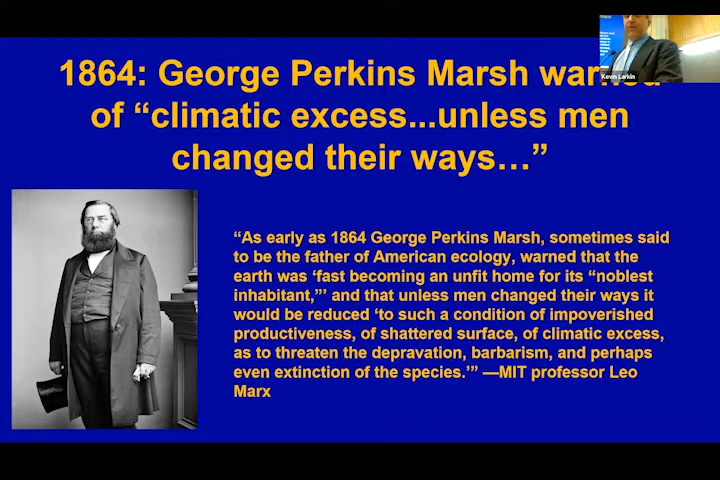 1864: George Perkins Marsh warned
of “climatic excess...unless men
changed their ways…”
Kevin Larkin
“As early as 1864 George Perkins Marsh, sometimes said
to be the father of American ecology, warned that the
earth was ‘fast becoming an unfit home for its “noblest
inhabitant,”’ and that unless men changed their ways it
would be reduced ‘to such a condition of impoverished
productiveness, of shattered surface, of climatic excess,
as to threaten the depravation, barbarism, and perhaps
even extinction of the species.’” —MIT professor Leo
Marx